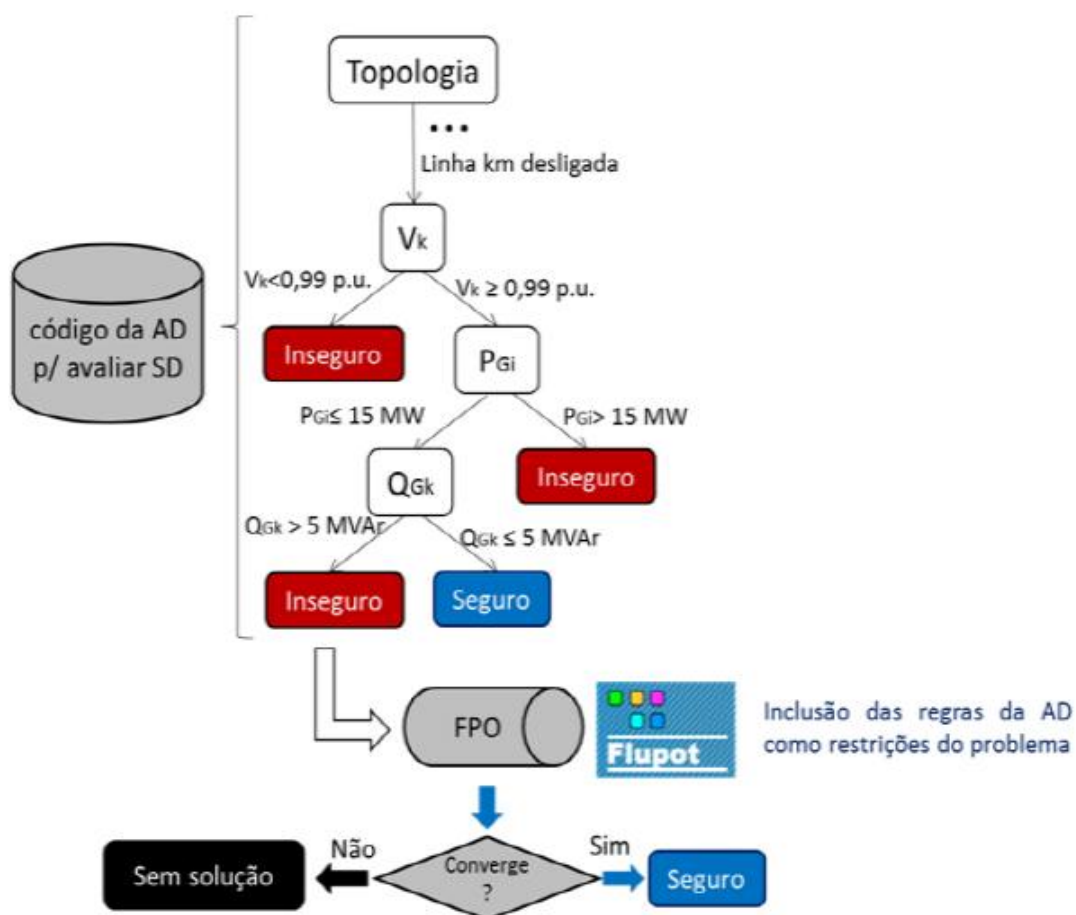 Topologia
...
Linha km desligada
Vk
Vk<0,99 p.u.
Vk ≥ 0,99 p.u.
código da AD
p/ avaliar SD
Inseguro
PGi
PGi≤ 15 MW
PGi> 15 MW
QGk
Inseguro
QGk > 5 MVAr
QGk ≤ 5 MVAr
Inseguro
Seguro
FPO
Flupot
Inclusão das regras da AD
como restrições do problema
Não
Sim
Converge
?
Sem solução
Seguro